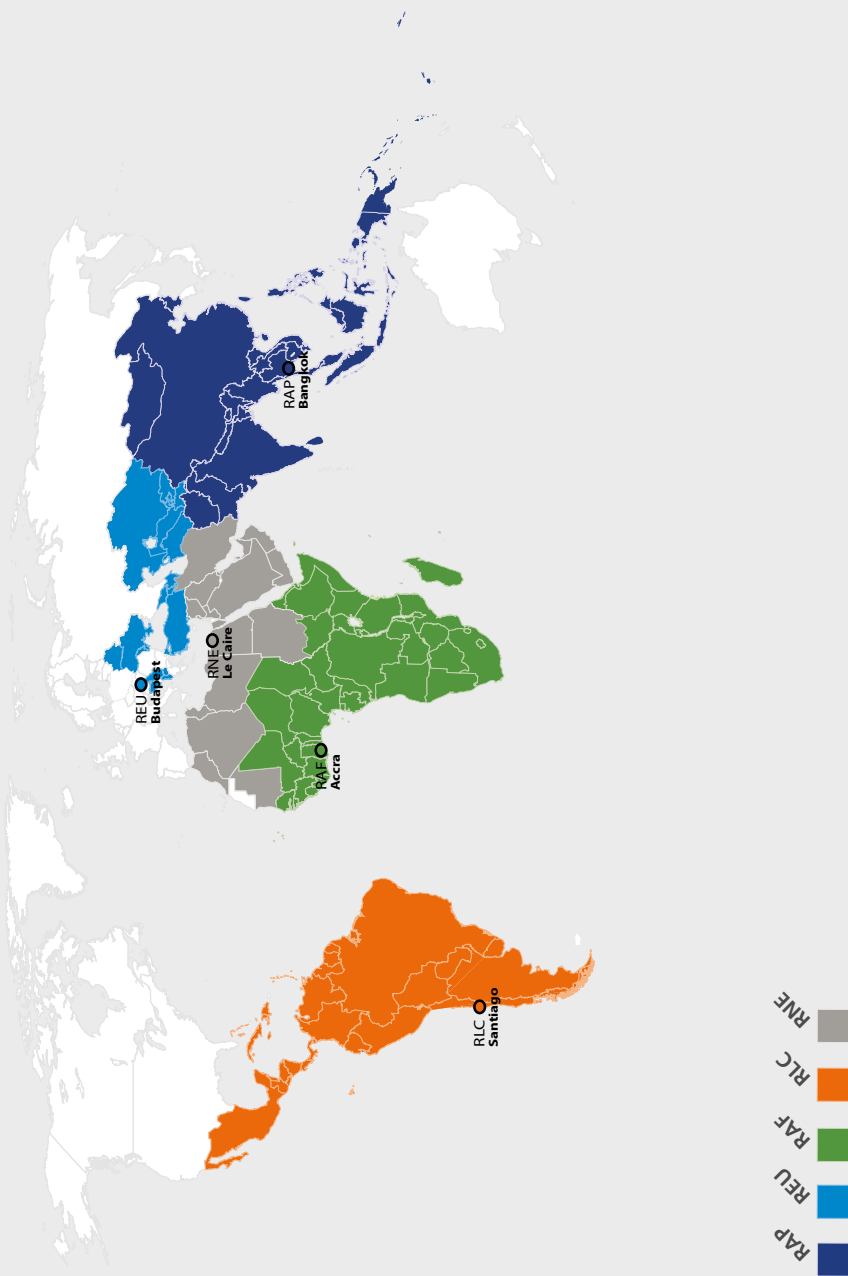 RAP
Bangkok
RNE
Le Caire
REU
Budapest
RAF
Accra
RLC
Santiago
RAP
REU
RAF
RLC
RNE